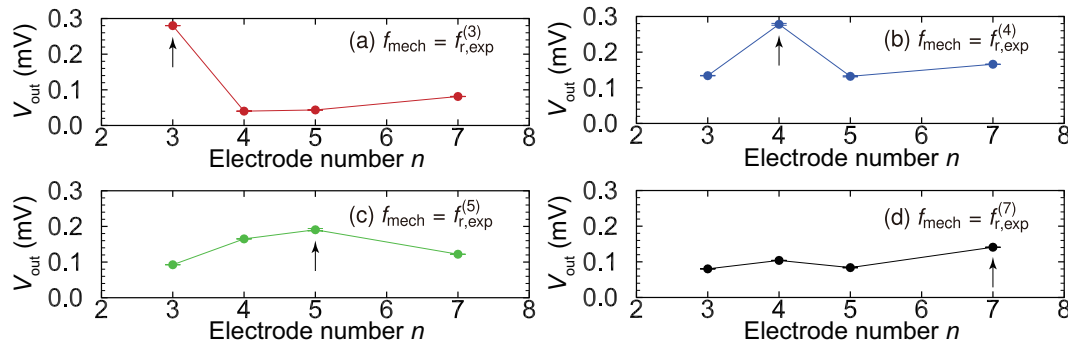 0.3
0.2
0.1
0.0
V_out (mV)
(a) f_mech = f_r,exp^(3)
2 3 4 5 6 7 8
Electrode number n
0.3
0.2
0.1
0.0
V_out (mV)
(b) f_mech = f_r,exp^(4)
2 3 4 5 6 7 8
Electrode number n
0.3
0.2
0.1
0.0
V_out (mV)
(c) f_mech = f_r,exp^(5)
2 3 4 5 6 7 8
Electrode number n
0.3
0.2
0.1
0.0
V_out (mV)
(d) f_mech = f_r,exp^(7)
2 3 4 5 6 7 8
Electrode number n